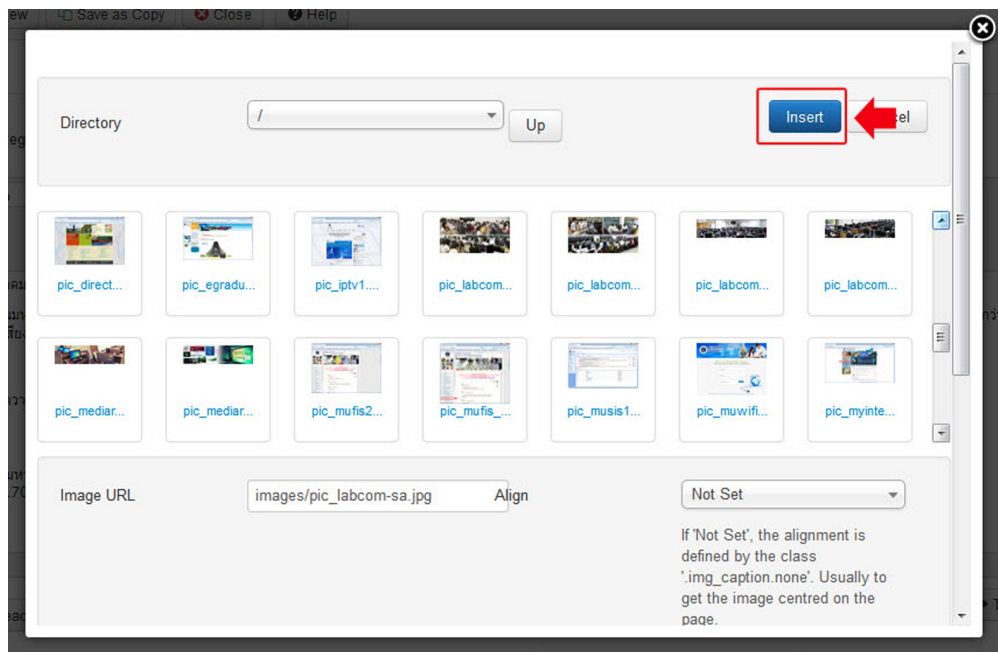 Save as Copy
Close
Help
Directory
/
Up
Insert
pic_direct...
pic_egradu...
pic_iptv1....
pic_labcom...
pic_labcom...
pic_labcom...
pic_labcom...
pic_mediar...
pic_mediar...
pic_mufis2...
pic_mufis_...
pic_musis1...
pic_muwifi...
pic_myinte...
Image URL
images/pic_labcom-sa.jpg
Align
Not Set
If 'Not Set', the alignment is
defined by the class
'.img_caption.none'. Usually to
get the image centred on the
page.